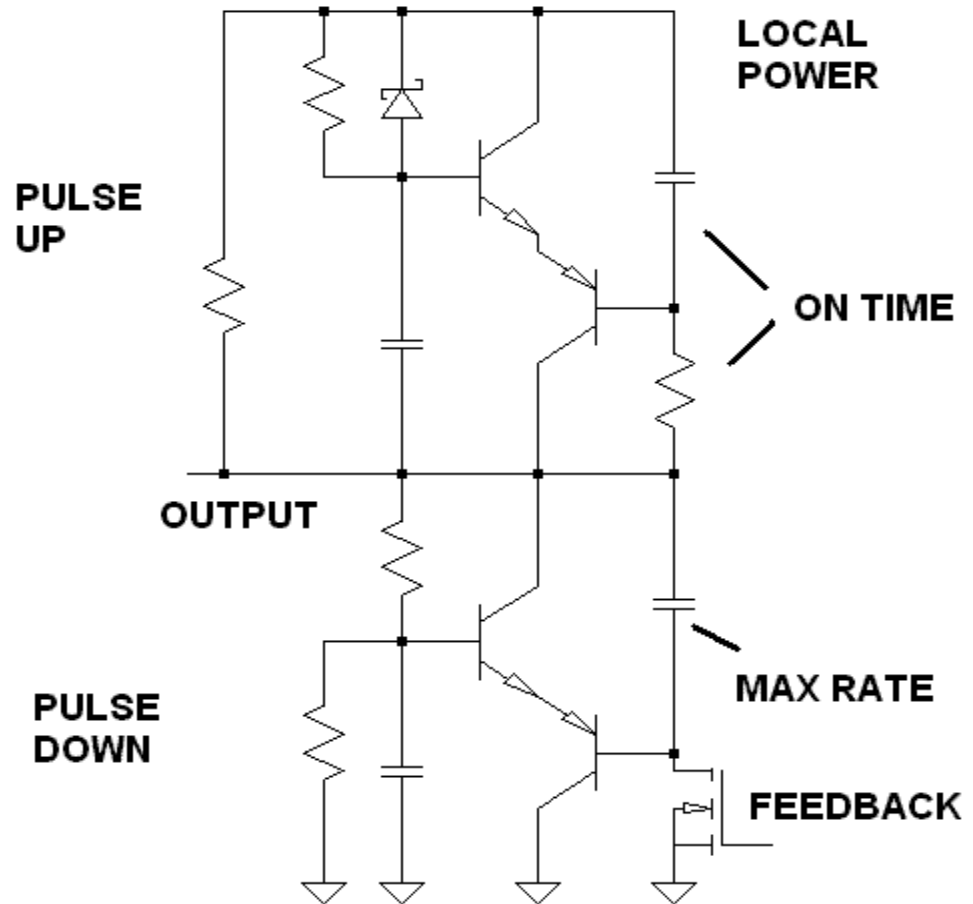 LOCAL
POWER
PULSE
UP
ON TIME
OUTPUT
MAX RATE
PULSE
DOWN
FEEDBACK